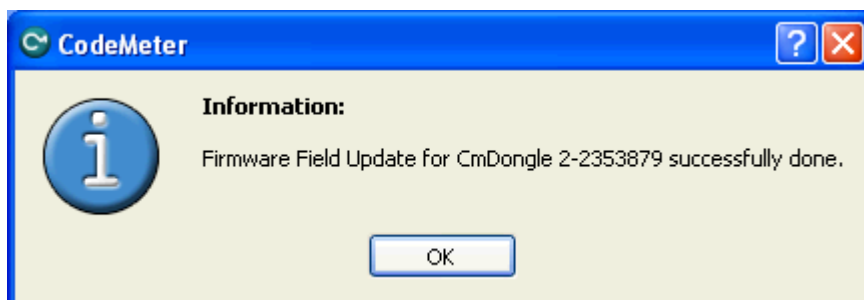 CodeMeter
Information:
Firmware Field Update for CmDongle 2-2353879 successfully done.
OK